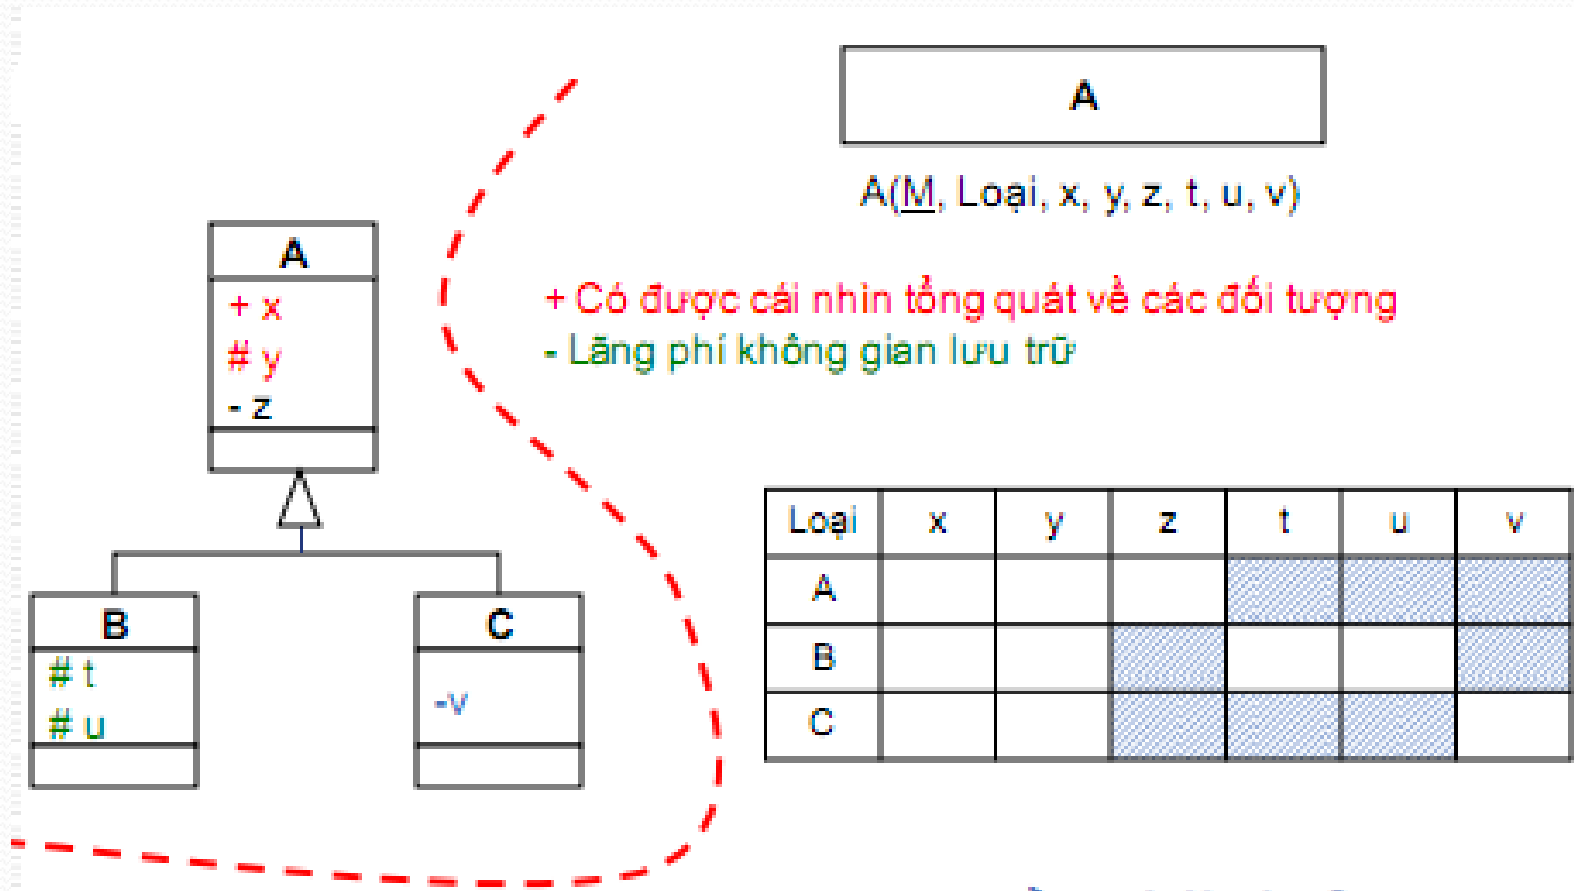 A
+ x
# y
- z
B
# t
# u
C
-v
A
A(M, Loại, x, y, z, t, u, v)
+ Có được cái nhìn tổng quát về các đối tượng
- Lãng phí không gian lưu trữ
Loại x y z t u v
A
B
C